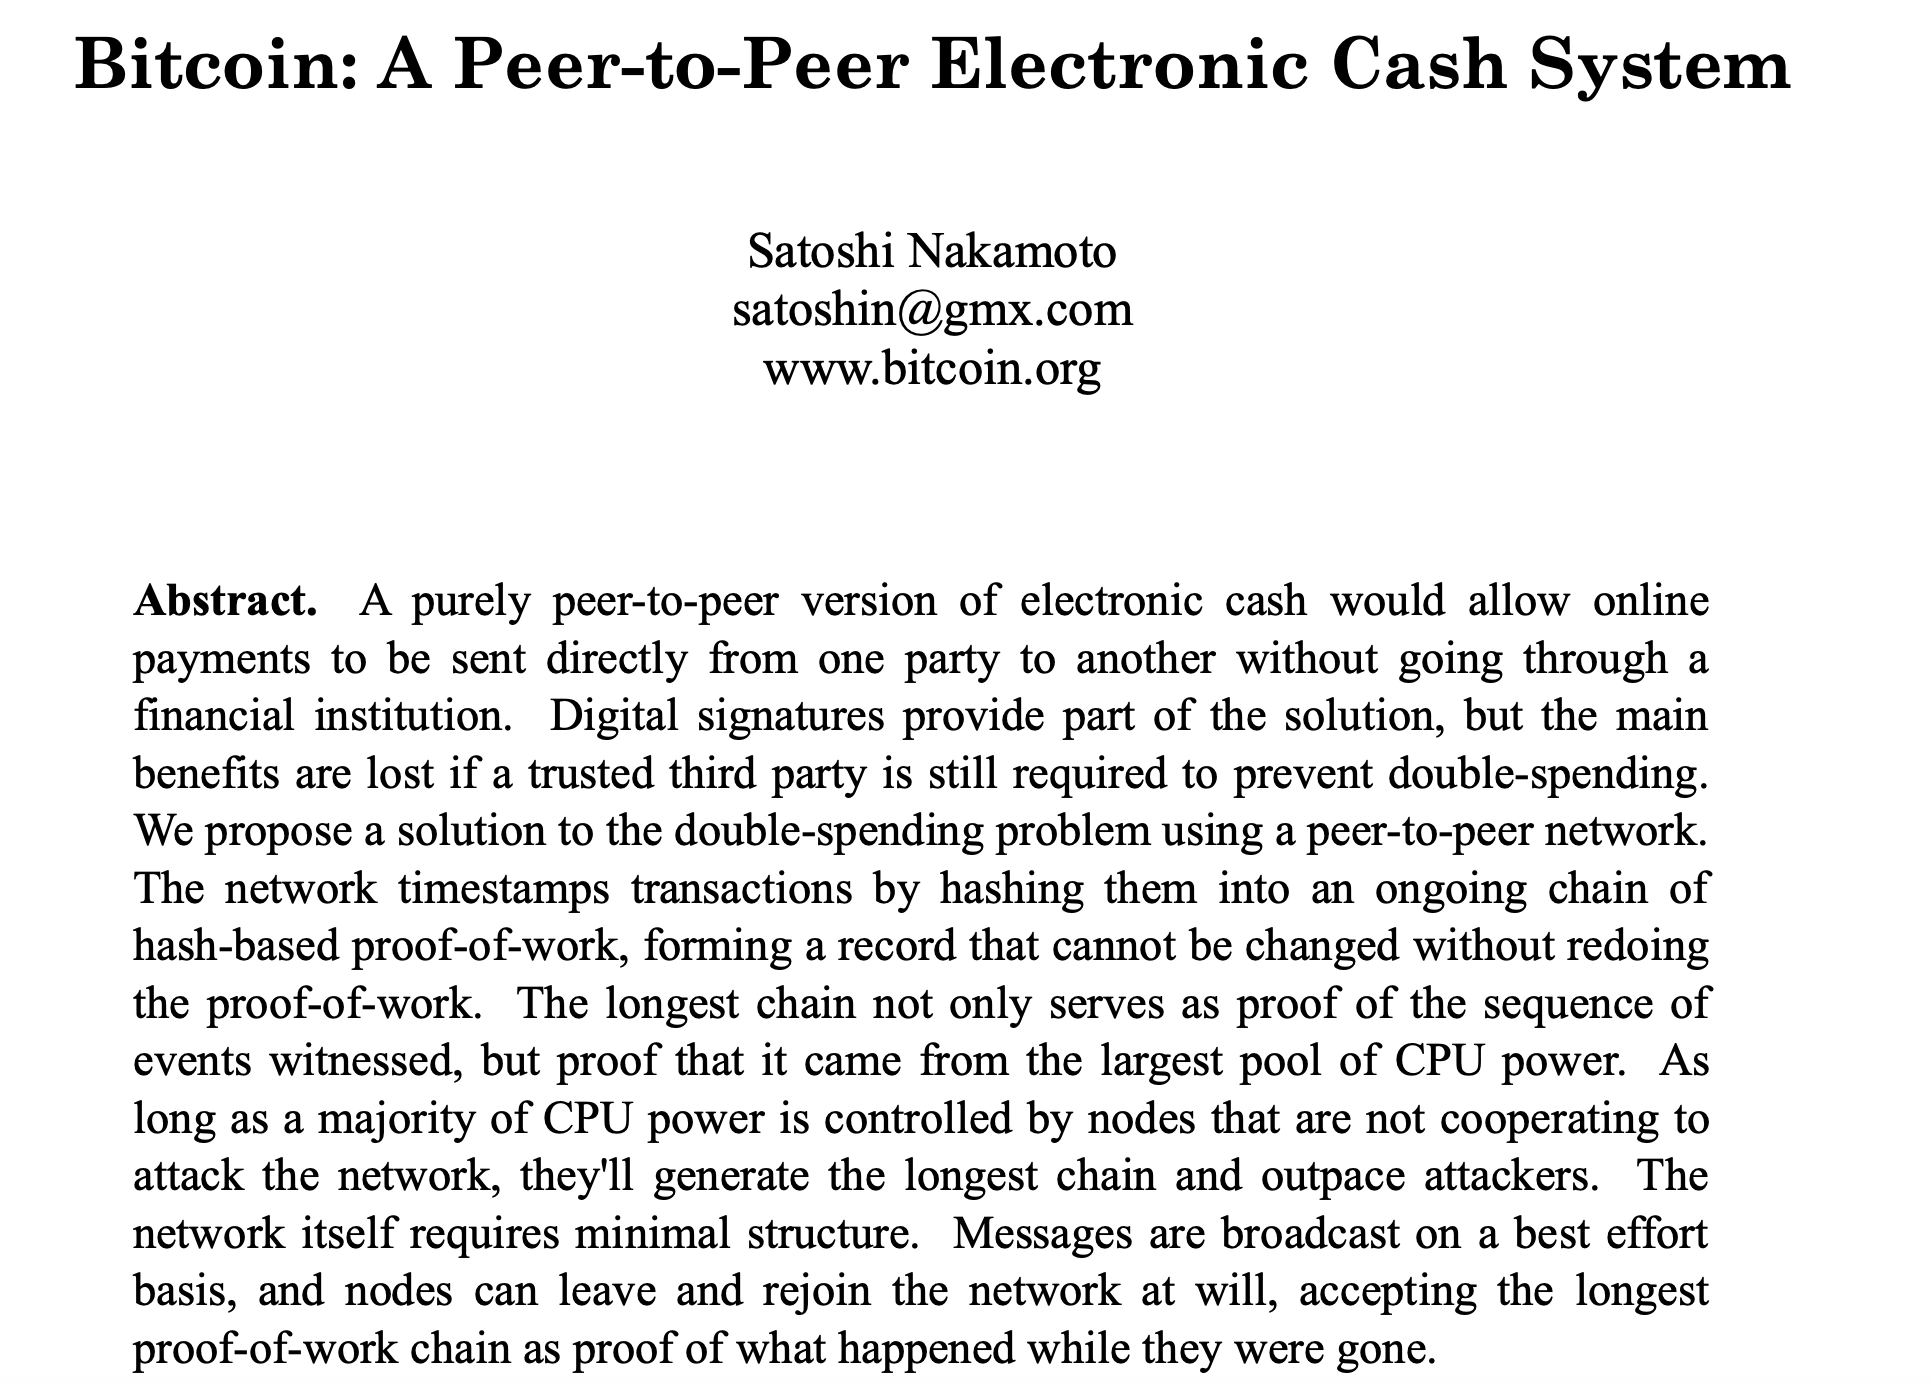 Bitcoin: A Peer-to-Peer Electronic Cash System
Satoshi Nakamoto
satoshin@gmx.com
www.bitcoin.org
Abstract. A purely peer-to-peer version of electronic cash would allow online
payments to be sent directly from one party to another without going through a
financial institution. Digital signatures provide part of the solution, but the main
benefits are lost if a trusted third party is still required to prevent double-spending.
We propose a solution to the double-spending problem using a peer-to-peer network.
The network timestamps transactions by hashing them into an ongoing chain of
hash-based proof-of-work, forming a record that cannot be changed without redoing
the proof-of-work. The longest chain not only serves as proof of the sequence of
events witnessed, but proof that it came from the largest pool of CPU power. As
long as a majority of CPU power is controlled by nodes that are not cooperating to
attack the network, they'll generate the longest chain and outpace attackers. The
network itself requires minimal structure. Messages are broadcast on a best effort
basis, and nodes can leave and rejoin the network at will, accepting the longest
proof-of-work chain as proof of what happened while they were gone.